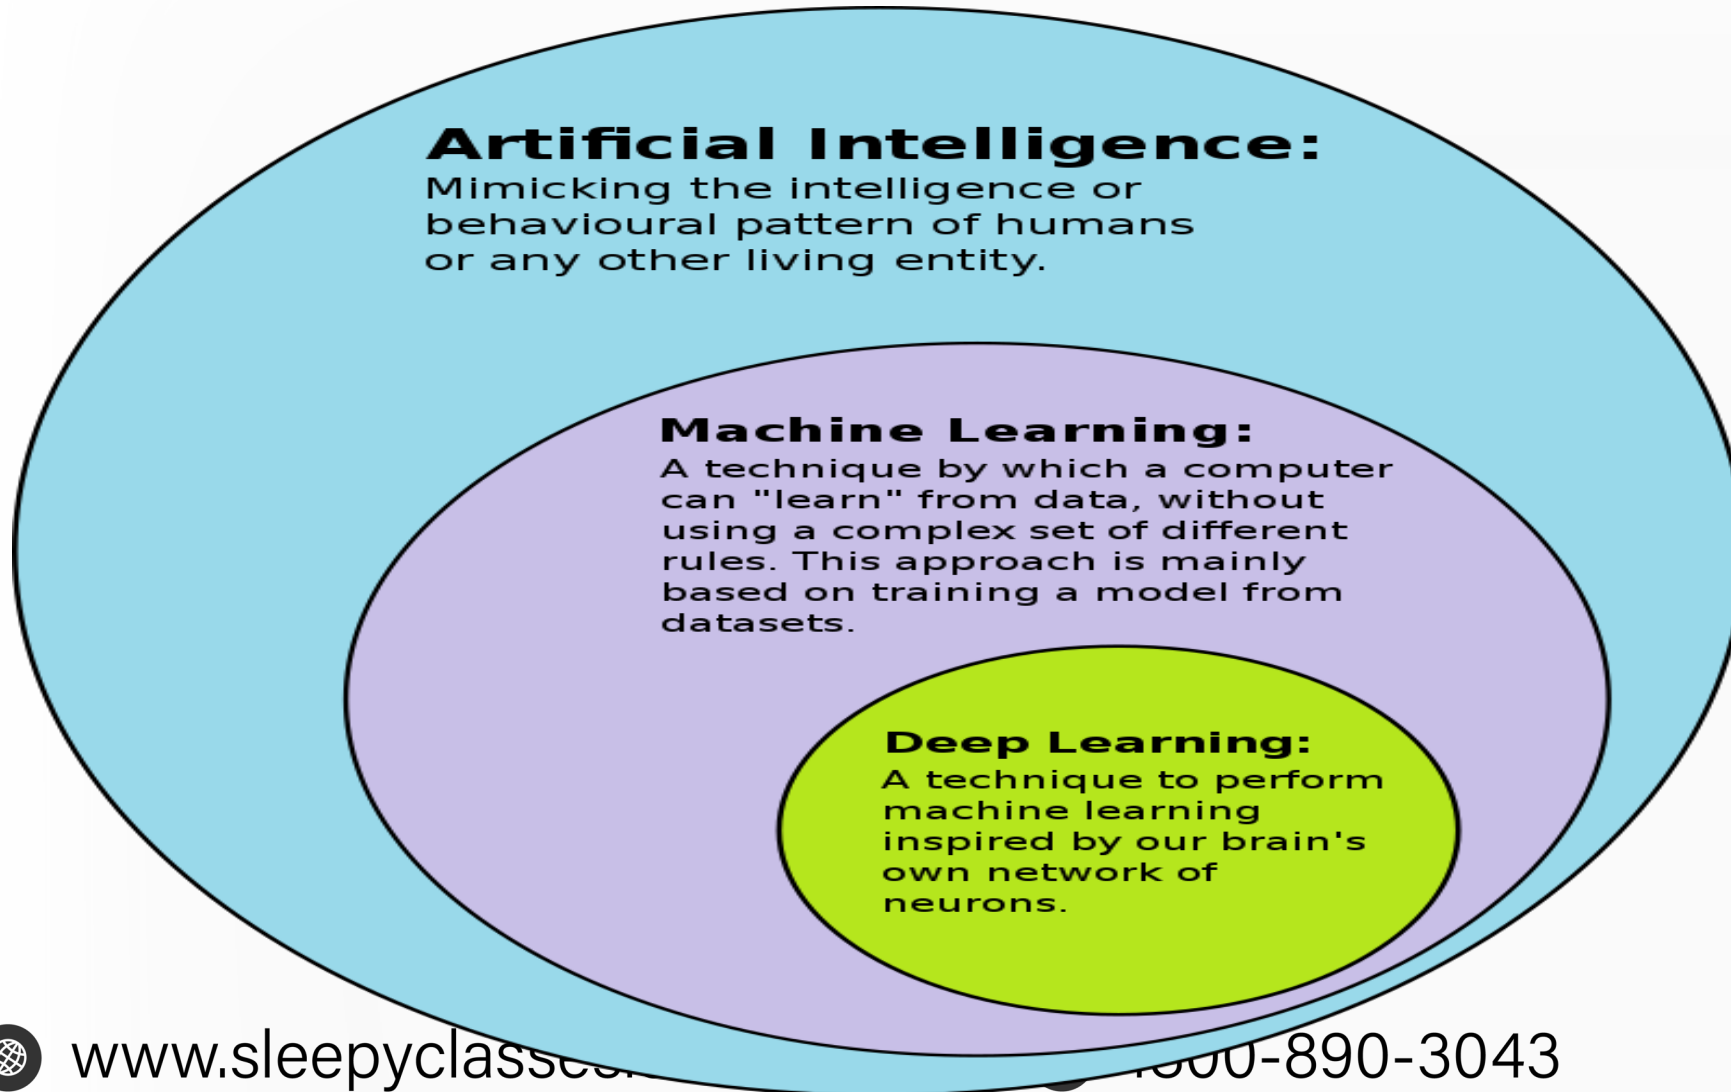 Artificial Intelligence:
Mimicking the intelligence or
behavioural pattern of humans
or any other living entity.
Machine Learning:
A technique by which a computer
can "learn" from data, without
using a complex set of different
rules. This approach is mainly
based on training a model from
datasets.
Deep Learning:
A technique to perform
machine learning
inspired by our brain's
own network of
neurons.
www.sleepyclasses. 00-890-3043